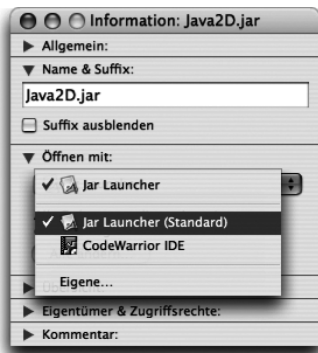 Information: Java2D.jar
Allgemein:
Name & Suffix:
Java2D.jar
Suffix ausblenden
Öffnen mit:
Jar Launcher
Jar Launcher (Standard)
CodeWarrior IDE
Eigene...
Eigentümer & Zugriffsrechte:
Kommentar: